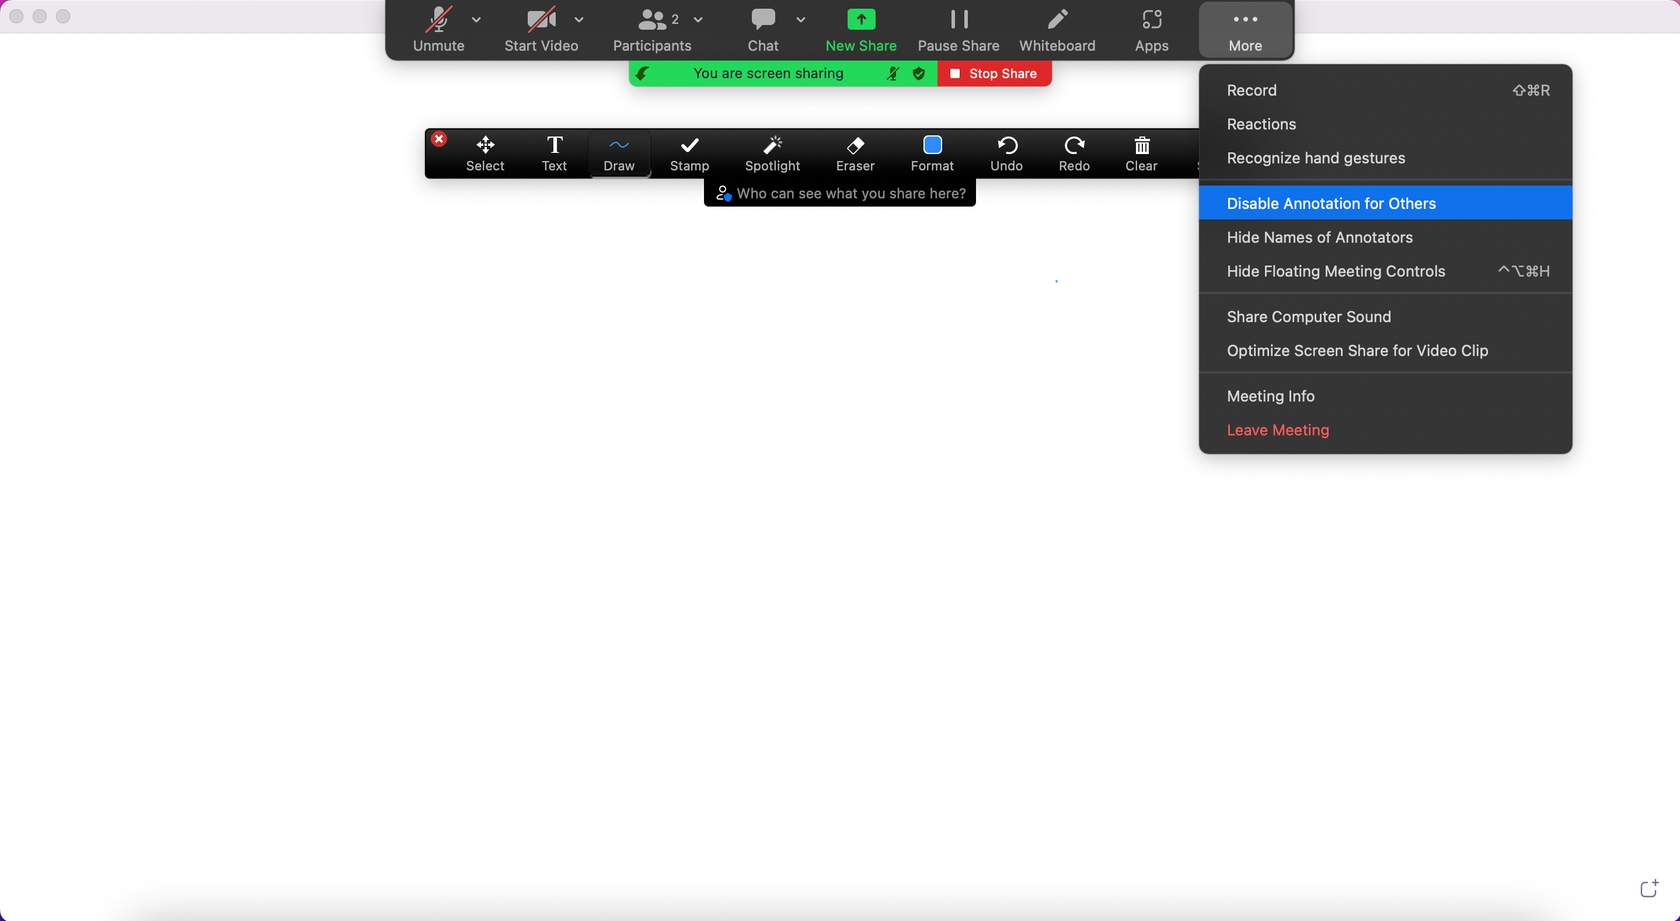 Unmute Start Video Participants 2 Chat New Share Pause Share Whiteboard Apps More
You are screen sharing Stop Share
Select Text Draw Stamp Spotlight Eraser Format Undo Redo Clear
Who can see what you share here?
Record ⇧⌘R
Reactions
Recognize hand gestures
Disable Annotation for Others
Hide Names of Annotators
Hide Floating Meeting Controls ^⌥⌘H
Share Computer Sound
Optimize Screen Share for Video Clip
Meeting Info
Leave Meeting